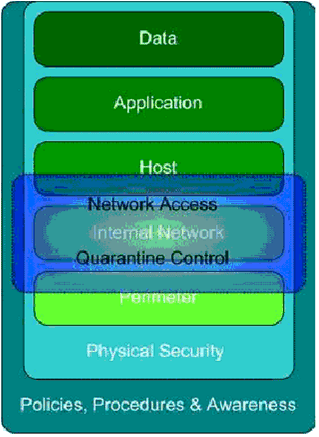 Data
Application
Host
Network Access
Internal Network
Quarantine Control
Perimeter
Physical Security
Policies, Procedures & Awareness